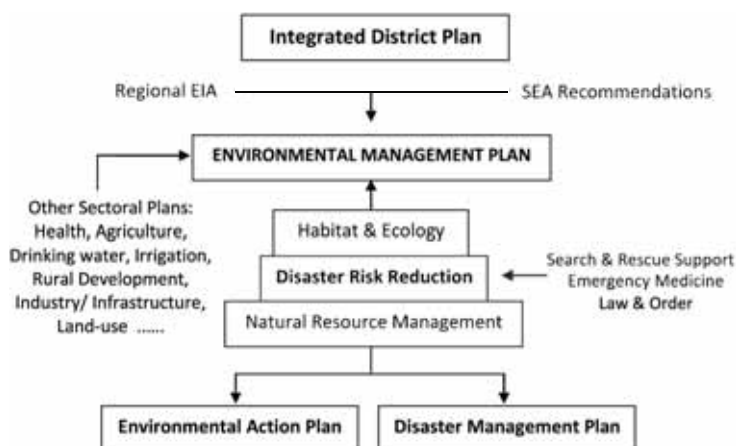 Integrated District Plan
Regional EIA
SEA Recommendations
ENVIRONMENTAL MANAGEMENT PLAN
Other Sectoral Plans:
Health, Agriculture,
Drinking water, Irrigation,
Rural Development,
Industry/ Infrastructure,
Land-use ......
Habitat & Ecology
Disaster Risk Reduction
Natural Resource Management
Search & Rescue Support
Emergency Medicine
Law & Order
Environmental Action Plan
Disaster Management Plan